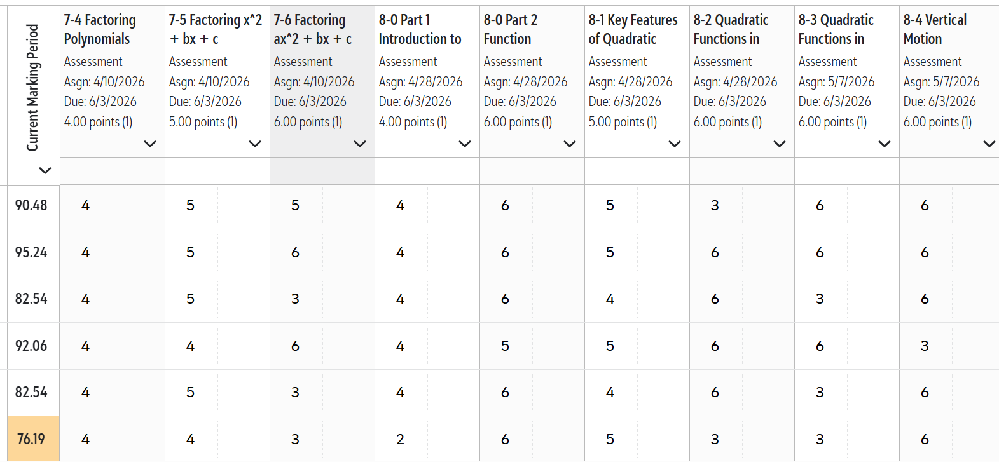 Current Marking Period
7-4 Factoring Polynomials
Assessment
Asgn: 4/10/2026
Due: 6/3/2026
4.00 points (1)
7-5 Factoring x^2 + bx + c
Assessment
Asgn: 4/10/2026
Due: 6/3/2026
5.00 points (1)
7-6 Factoring ax^2 + bx + c
Assessment
Asgn: 4/10/2026
Due: 6/3/2026
6.00 points (1)
8-0 Part 1 Introduction to
Assessment
Asgn: 4/28/2026
Due: 6/3/2026
4.00 points (1)
8-0 Part 2 Function
Assessment
Asgn: 4/28/2026
Due: 6/3/2026
6.00 points (1)
8-1 Key Features of Quadratic
Assessment
Asgn: 4/28/2026
Due: 6/3/2026
5.00 points (1)
8-2 Quadratic Functions in
Assessment
Asgn: 4/28/2026
Due: 6/3/2026
6.00 points (1)
8-3 Quadratic Functions in
Assessment
Asgn: 5/7/2026
Due: 6/3/2026
6.00 points (1)
8-4 Vertical Motion
Assessment
Asgn: 5/7/2026
Due: 6/3/2026
6.00 points (1)
90.48 4 5 5 4 6 5 3 6 6
95.24 4 5 6 4 6 5 6 6 6
82.54 4 5 3 4 6 4 6 3 6
92.06 4 4 6 4 5 5 6 6 3
82.54 4 5 3 4 6 4 6 3 6
76.19 4 4 3 2 6 5 3 3 6